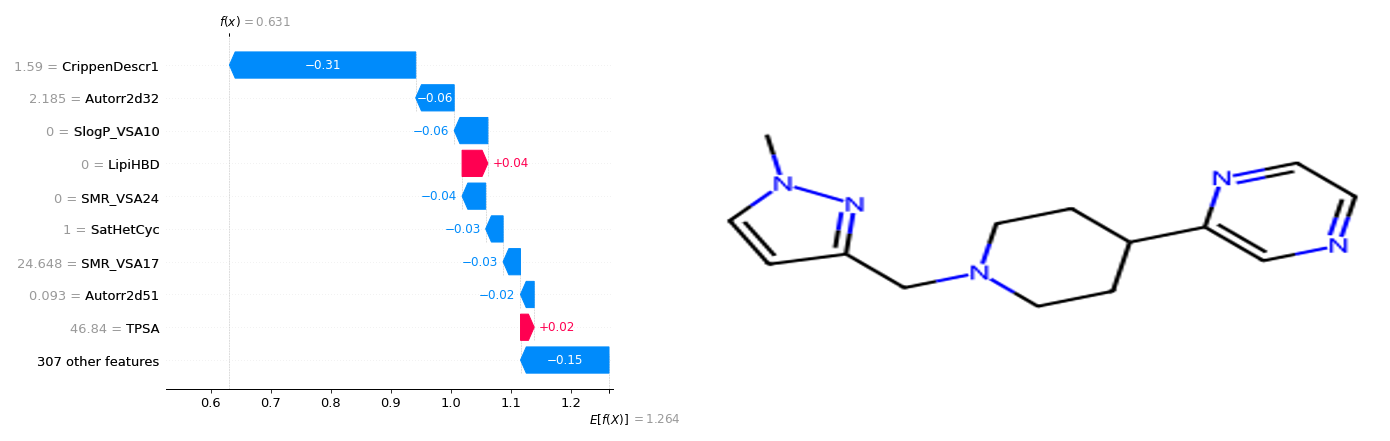 f(x) = 0.631
1.59 = CrippenDescr1
−0.31
2.185 = Autorr2d32
−0.06
0 = SlogP_VSA10
−0.06
0 = LipiHBD
+0.04
0 = SMR_VSA24
−0.04
1 = SatHetCyc
−0.03
24.648 = SMR_VSA17
−0.03
0.093 = Autorr2d51
−0.02
46.84 = TPSA
+0.02
307 other features
−0.15
0.6 0.7 0.8 0.9 1.0 1.1 1.2
E[f(X)] = 1.264
N
N
N
N
N